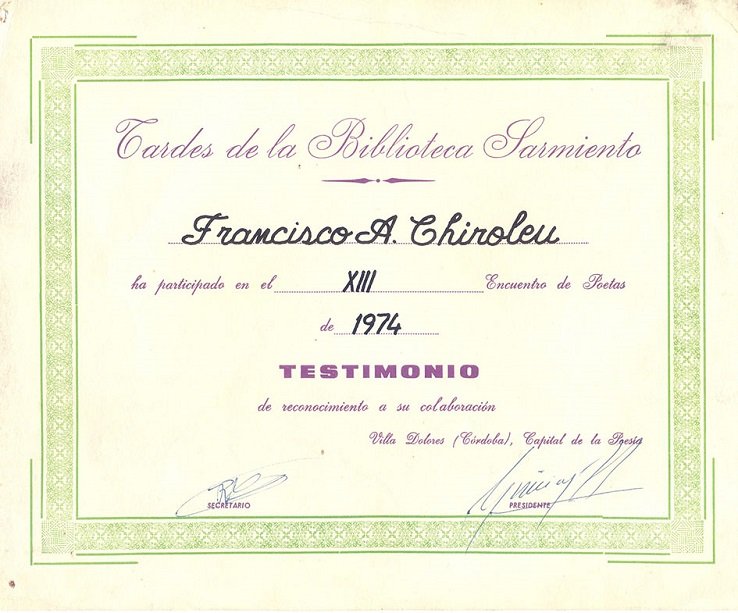 Tardes de la Biblioteca Sarmiento
Francisco A. Chiroleu
ha participado en el XIII Encuentro de Poetas
de 1974
TESTIMONIO
de reconocimiento a su colaboración
Villa Dolores (Córdoba), Capital de la Poesía
SECRETARIO
PRESIDENTE